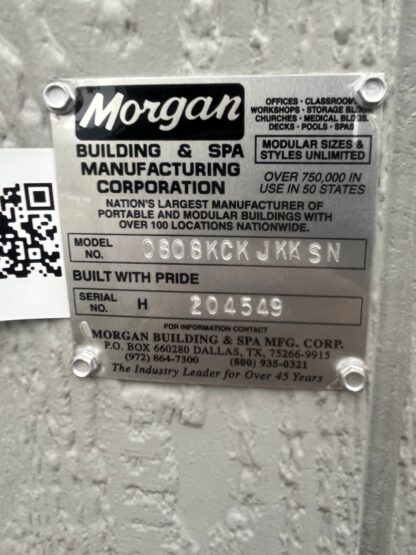 Morgan
OFFICES • CLASSROOMS
WORKSHOPS • STORAGE BLDGS.
CHURCHES • MEDICAL BLDGS.
DECKS • POOLS • SPAS
BUILDING & SPA
MANUFACTURING
CORPORATION
MODULAR SIZES &
STYLES UNLIMITED
OVER 750,000 IN
USE IN 50 STATES
NATION'S LARGEST MANUFACTURER OF
PORTABLE AND MODULAR BUILDINGS WITH
OVER 100 LOCATIONS NATIONWIDE.
MODEL NO. 0808KCKJKKSN
BUILT WITH PRIDE
SERIAL NO. H 204549
FOR INFORMATION CONTACT
MORGAN BUILDING & SPA MFG. CORP.
P.O. BOX 660280 DALLAS, TX, 75266-9915
(972) 864-7300 (800) 935-0321
The Industry Leader for Over 45 Years